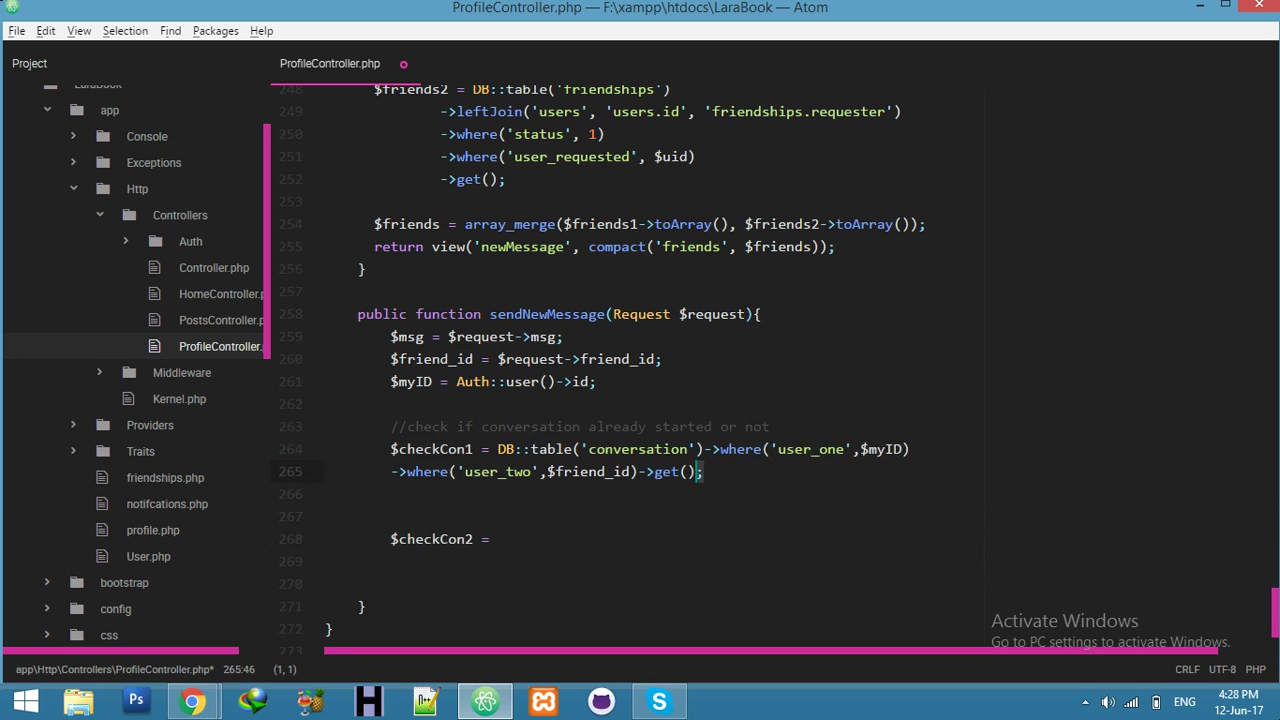 ProfileController.php — F:\xampp\htdocs\LaraBook — Atom
File Edit View Selection Find Packages Help
Project
ProfileController.php
LaraBook
app
Console
Exceptions
Http
Controllers
Auth
Controller.php
HomeController.p
PostsController.p
ProfileController.
Middleware
Kernel.php
Providers
Traits
friendships.php
notifcations.php
profile.php
User.php
bootstrap
config
css
248 $friends2 = DB::table('friendships')
249 ->leftJoin('users', 'users.id', 'friendships.requester')
250 ->where('status', 1)
251 ->where('user_requested', $uid)
252 ->get();
253
254 $friends = array_merge($friends1->toArray(), $friends2->toArray());
255 return view('newMessage', compact('friends', $friends));
256 }
257
258 public function sendNewMessage(Request $request){
259 $msg = $request->msg;
260 $friend_id = $request->friend_id;
261 $myID = Auth::user()->id;
262
263 //check if conversation already started or not
264 $checkCon1 = DB::table('conversation')->where('user_one',$myID)
265 ->where('user_two',$friend_id)->get();
266
267
268 $checkCon2 =
269
270
271 }
272 }
273
Activate Windows
Go to PC settings to activate Windows.
app\Http\Controllers\ProfileController.php* 265:46 (1, 1) CRLF UTF-8 PHP
Ps
H
ENG
4:28 PM
12-Jun-17